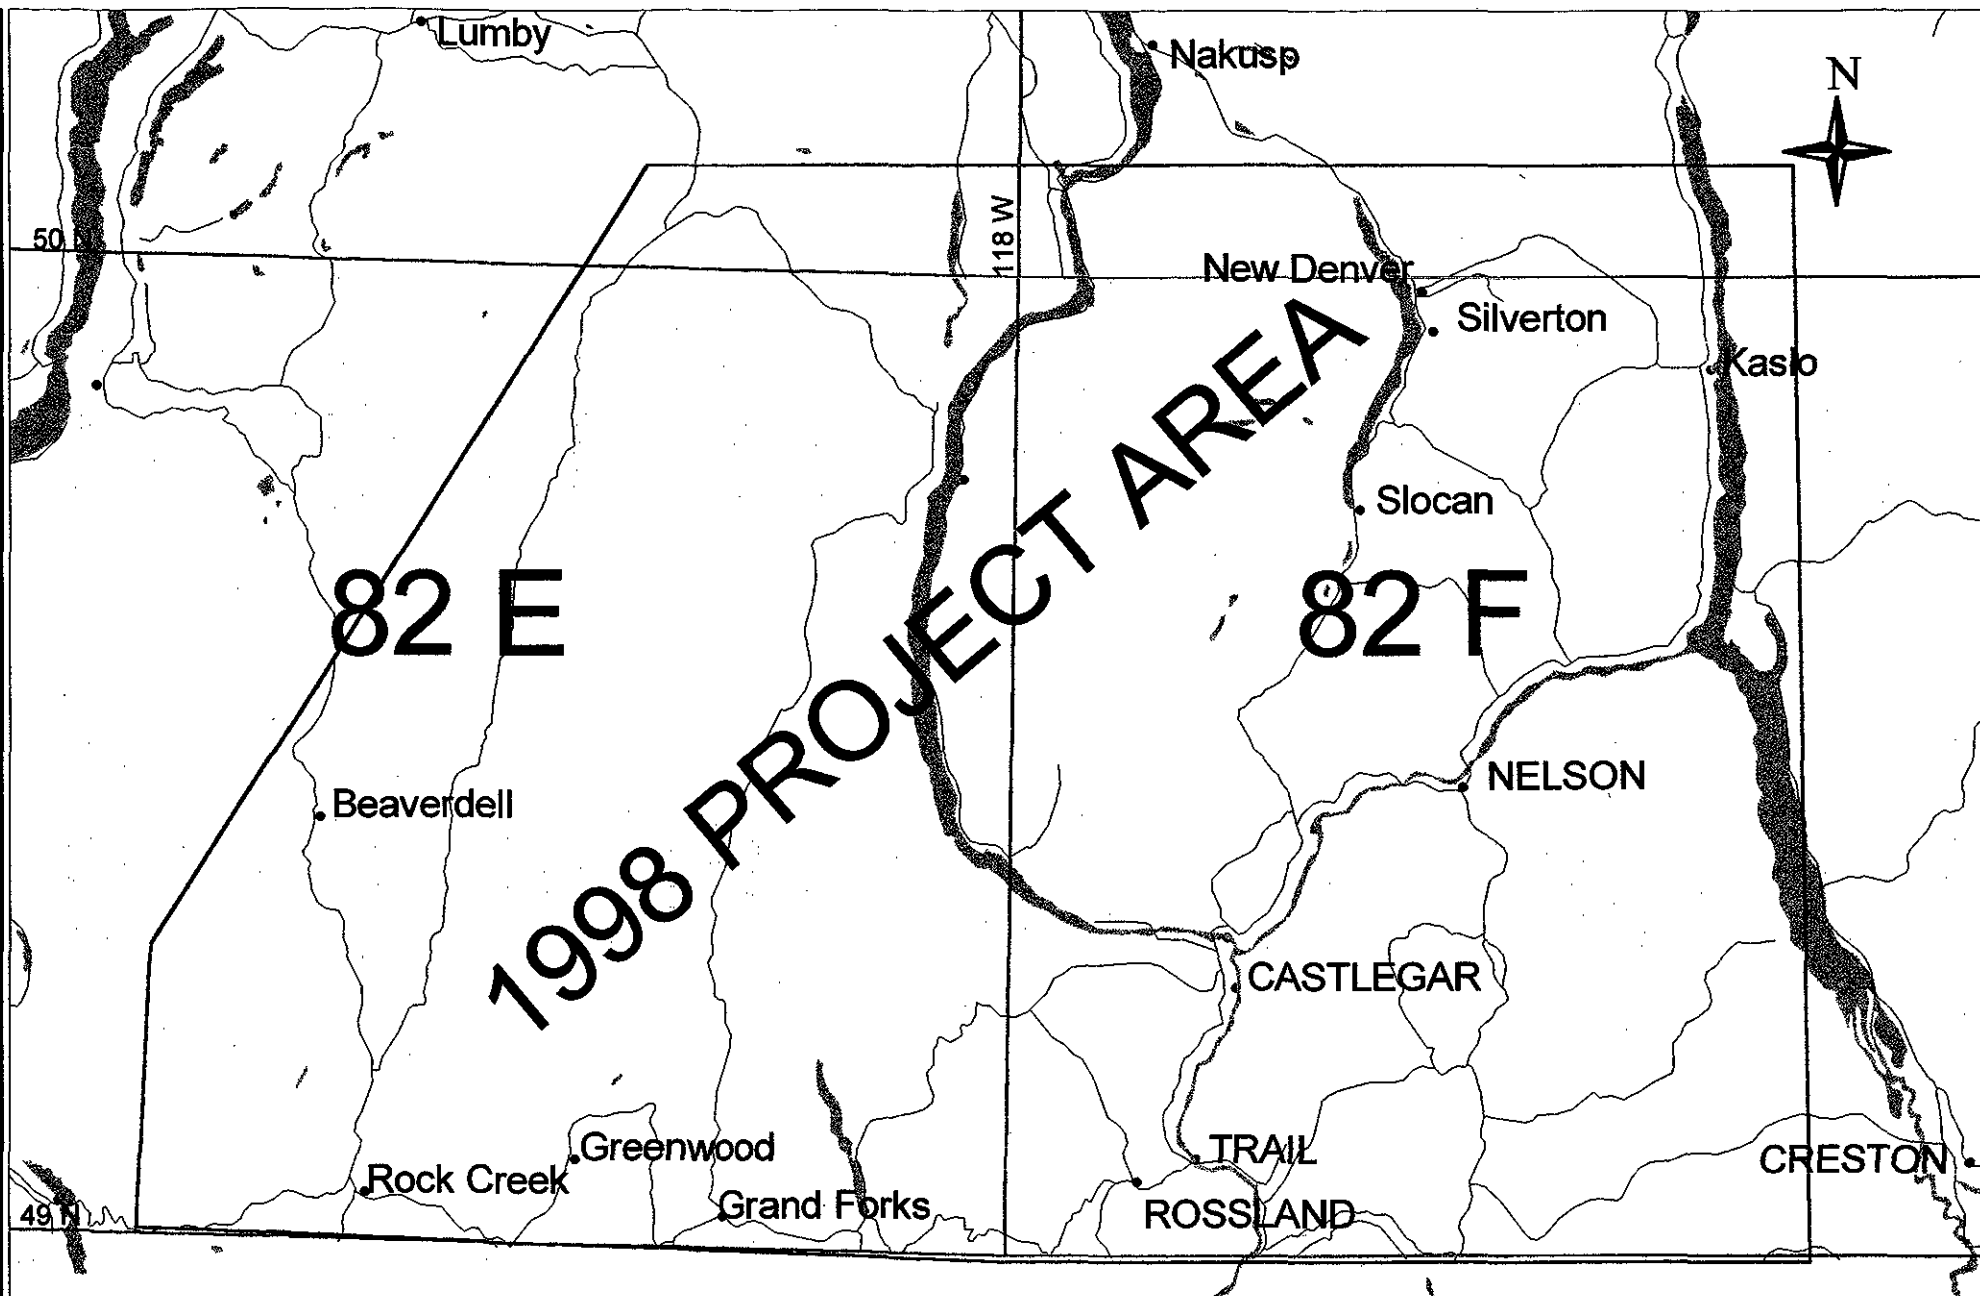 Lumby
Nakusp
N
50 N
118 W
New Denver
Silverton
Kaslo
Slocan
82 E
82 F
1998 PROJECT AREA
NELSON
Beaverdell
CASTLEGAR
Greenwood
TRAIL
CRESTON
Rock Creek
Grand Forks
ROSSLAND
49 N